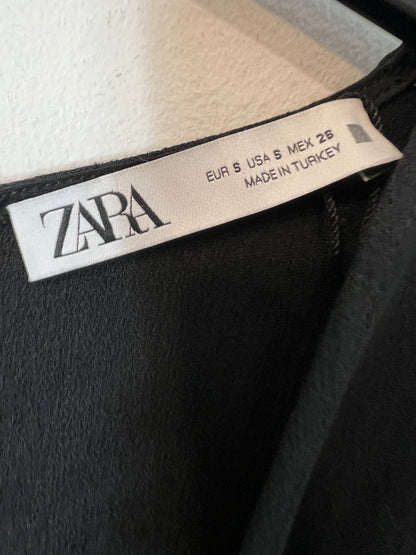 ZARA
EUR S USA S MEX 26
MADE IN TURKEY